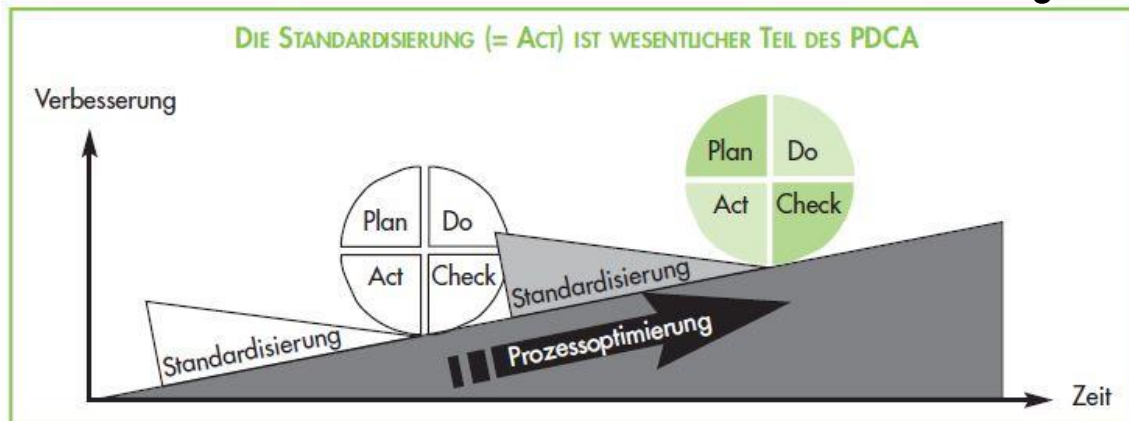 DIE STANDARDISIERUNG (= ACT) IST WESENTLICHER TEIL DES PDCA
Verbesserung
Plan Do
Act Check
Plan Do
Act Check
Standardisierung
Standardisierung
Prozessoptimierung
Zeit